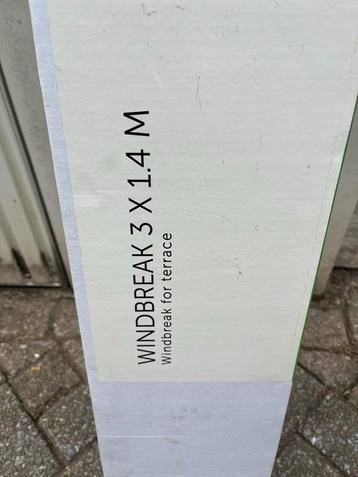 WINDBREAK 3 X 1.4 M
Windbreak for terrace